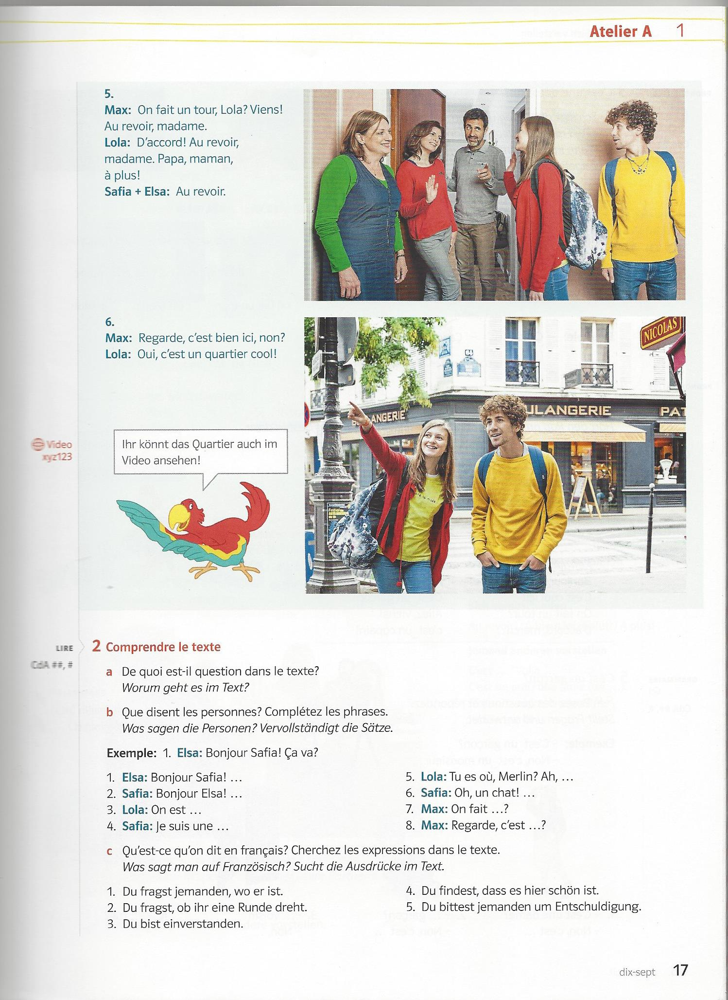 Atelier A 1
5.
Max: On fait un tour, Lola? Viens!
Au revoir, madame.
Lola: D'accord! Au revoir,
madame. Papa, maman,
à plus!
Safia + Elsa: Au revoir.
6.
Max: Regarde, c'est bien ici, non?
Lola: Oui, c'est un quartier cool!
NICOLAS
ANGERIE
ULANGERIE
PAT
Video
xyz123
Ihr könnt das Quartier auch im
Video ansehen!
LIRE
CdA ##, #
2 Comprendre le texte
a De quoi est-il question dans le texte?
Worum geht es im Text?
b Que disent les personnes? Complétez les phrases.
Was sagen die Personen? Vervollständigt die Sätze.
Exemple: 1. Elsa: Bonjour Safia! Ça va?
1. Elsa: Bonjour Safia! …
2. Safia: Bonjour Elsa! …
3. Lola: On est …
4. Safia: Je suis une …
5. Lola: Tu es où, Merlin? Ah, …
6. Safia: Oh, un chat! …
7. Max: On fait …?
8. Max: Regarde, c'est …?
c Qu'est-ce qu'on dit en français? Cherchez les expressions dans le texte.
Was sagt man auf Französisch? Sucht die Ausdrücke im Text.
1. Du fragst jemanden, wo er ist.
2. Du fragst, ob ihr eine Runde dreht.
3. Du bist einverstanden.
4. Du findest, dass es hier schön ist.
5. Du bittest jemanden um Entschuldigung.
dix-sept 17